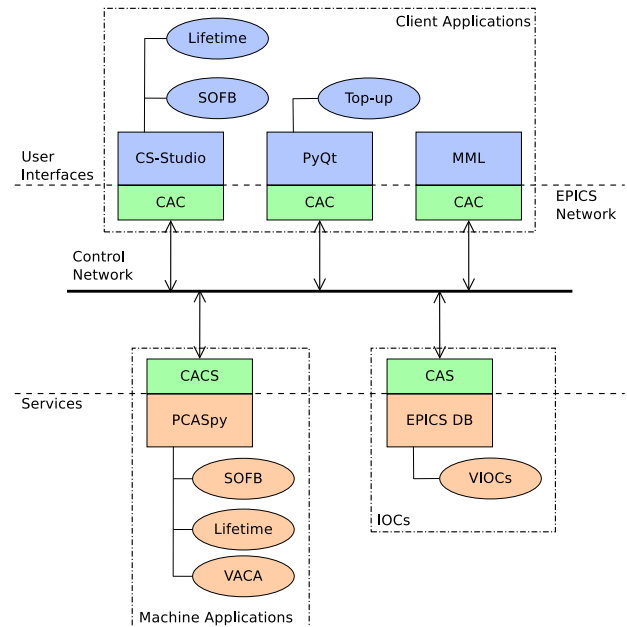 Client Applications
Lifetime
SOFB
Top-up
CS-Studio
PyQt
MML
User
Interfaces
CAC
CAC
CAC
EPICS
Network
Control
Network
CACS
CAS
Services
PCASpy
EPICS DB
SOFB
VIOCs
Lifetime
IOCs
VACA
Machine Applications